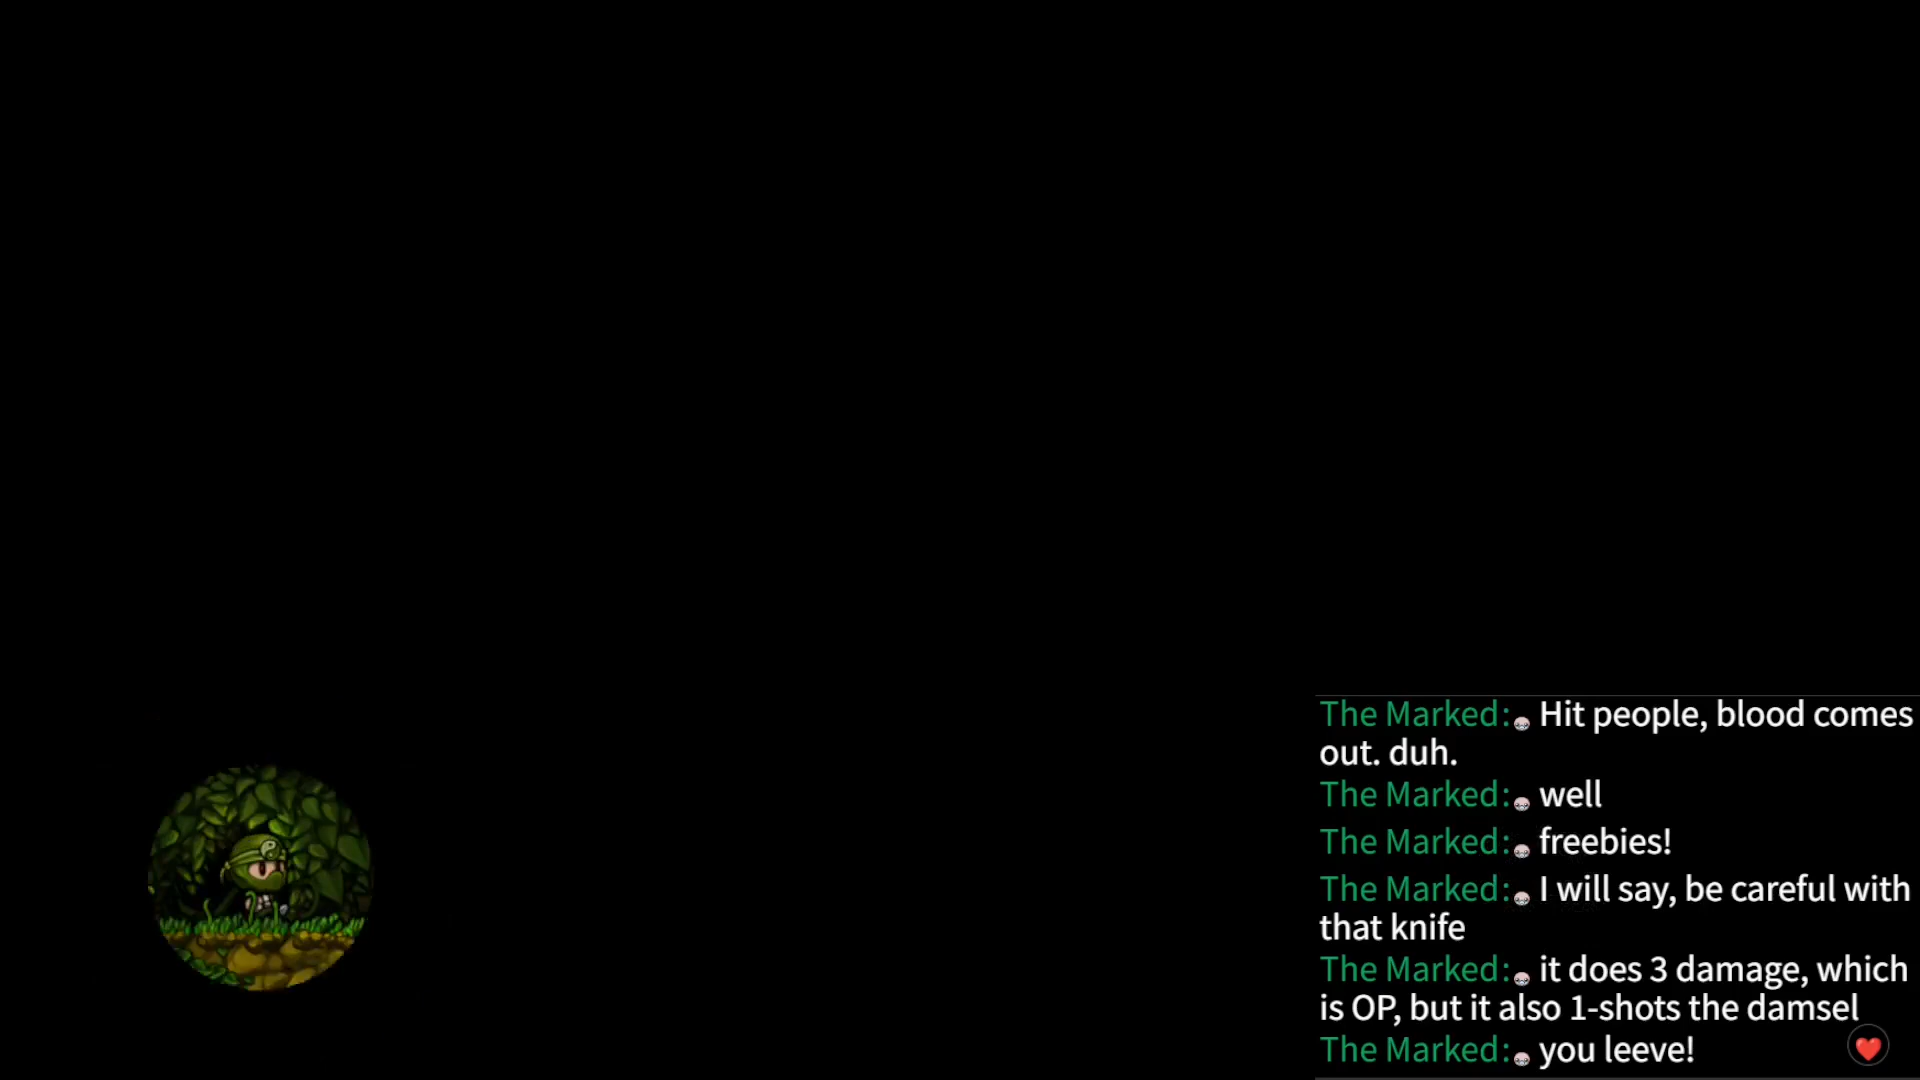 The Marked: Hit people, blood comes
out. duh.
The Marked: well
The Marked: freebies!
The Marked: I will say, be careful with
that knife
The Marked: it does 3 damage, which
is OP, but it also 1-shots the damsel
The Marked: you leeve!